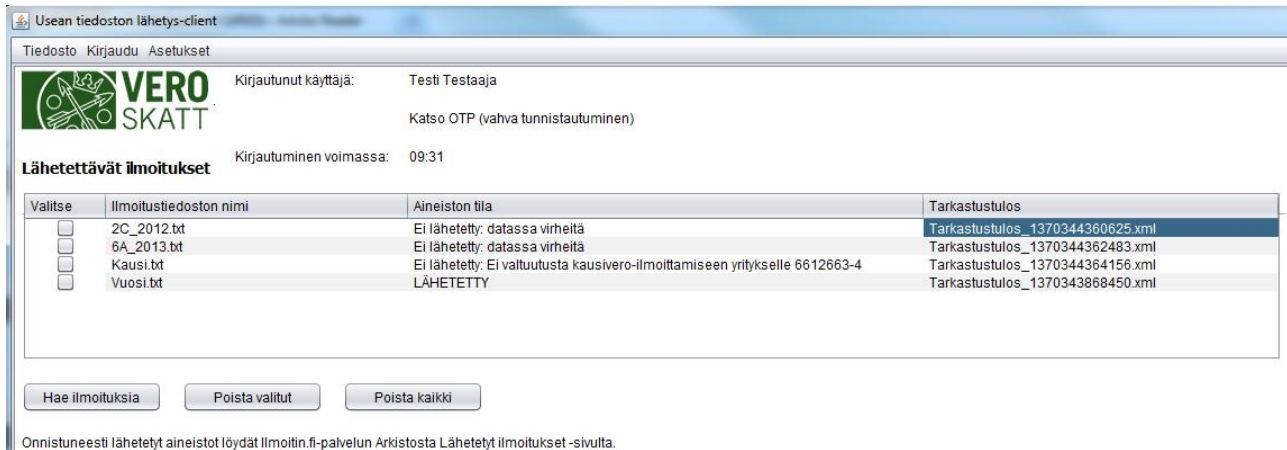 Usean tiedoston lähetys-client
Tiedosto Kirjaudu Asetukset
VERO
SKATT
Kirjautunut käyttäjä: Testi Testaaja
Katso OTP (vahva tunnistautuminen)
Kirjautuminen voimassa: 09:31
Lähetettävät ilmoitukset
Valitse Ilmoitustiedoston nimi Aineiston tila Tarkastustulos
2C_2012.txt Ei lähetetty: datassa virheitä Tarkastustulos_1370344360625.xml
6A_2013.txt Ei lähetetty: datassa virheitä Tarkastustulos_1370344362483.xml
Kausi.txt Ei lähetetty: Ei valtuutusta kausivero-ilmoittamiseen yritykselle 6612663-4 Tarkastustulos_1370344364156.xml
Vuosi.txt LÄHETETTY Tarkastustulos_1370343868450.xml
Hae ilmoituksia Poista valitut Poista kaikki
Onnistuneesti lähetetyt aineistot löydät Ilmoitin.fi-palvelun Arkistosta Lähetetyt ilmoitukset -sivulta.